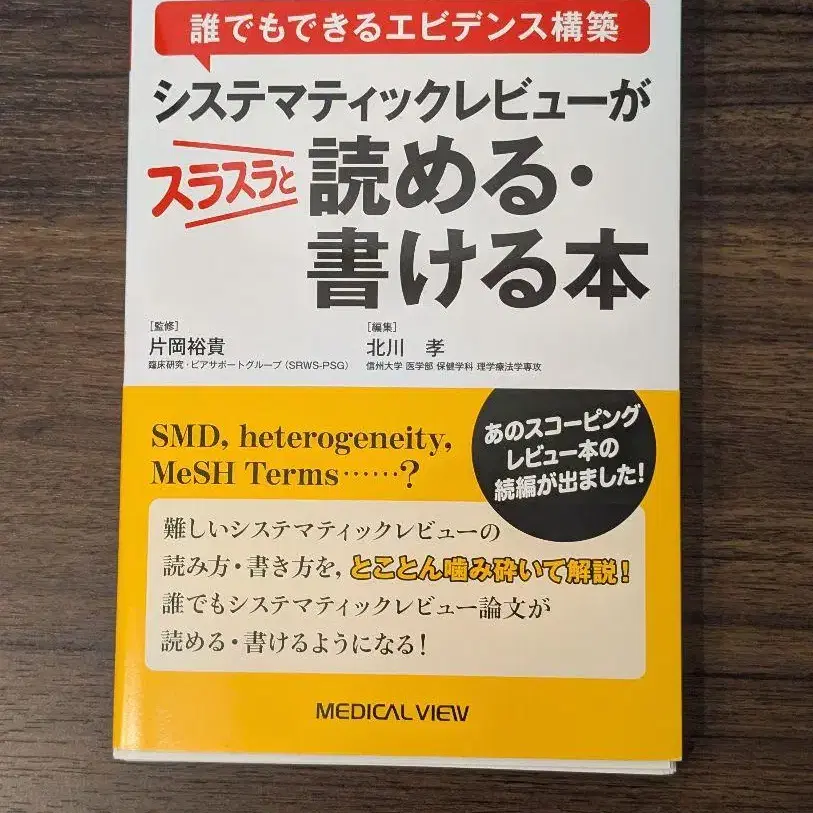 誰でもできるエビデンス構築
システマティックレビューが
スラスラと
読める・
書ける本
［監修］
片岡裕貴
臨床研究・ピアサポートグループ（SRWS-PSG）
［編集］
北川 孝
信州大学 医学部 保健学科 理学療法学専攻
SMD, heterogeneity,
MeSH Terms……?
あのスコーピング
レビュー本の
続編が出ました！
難しいシステマティックレビューの
読み方・書き方を，とことん噛み砕いて解説！
誰でもシステマティックレビュー論文が
読める・書けるようになる！
MEDICAL VIEW